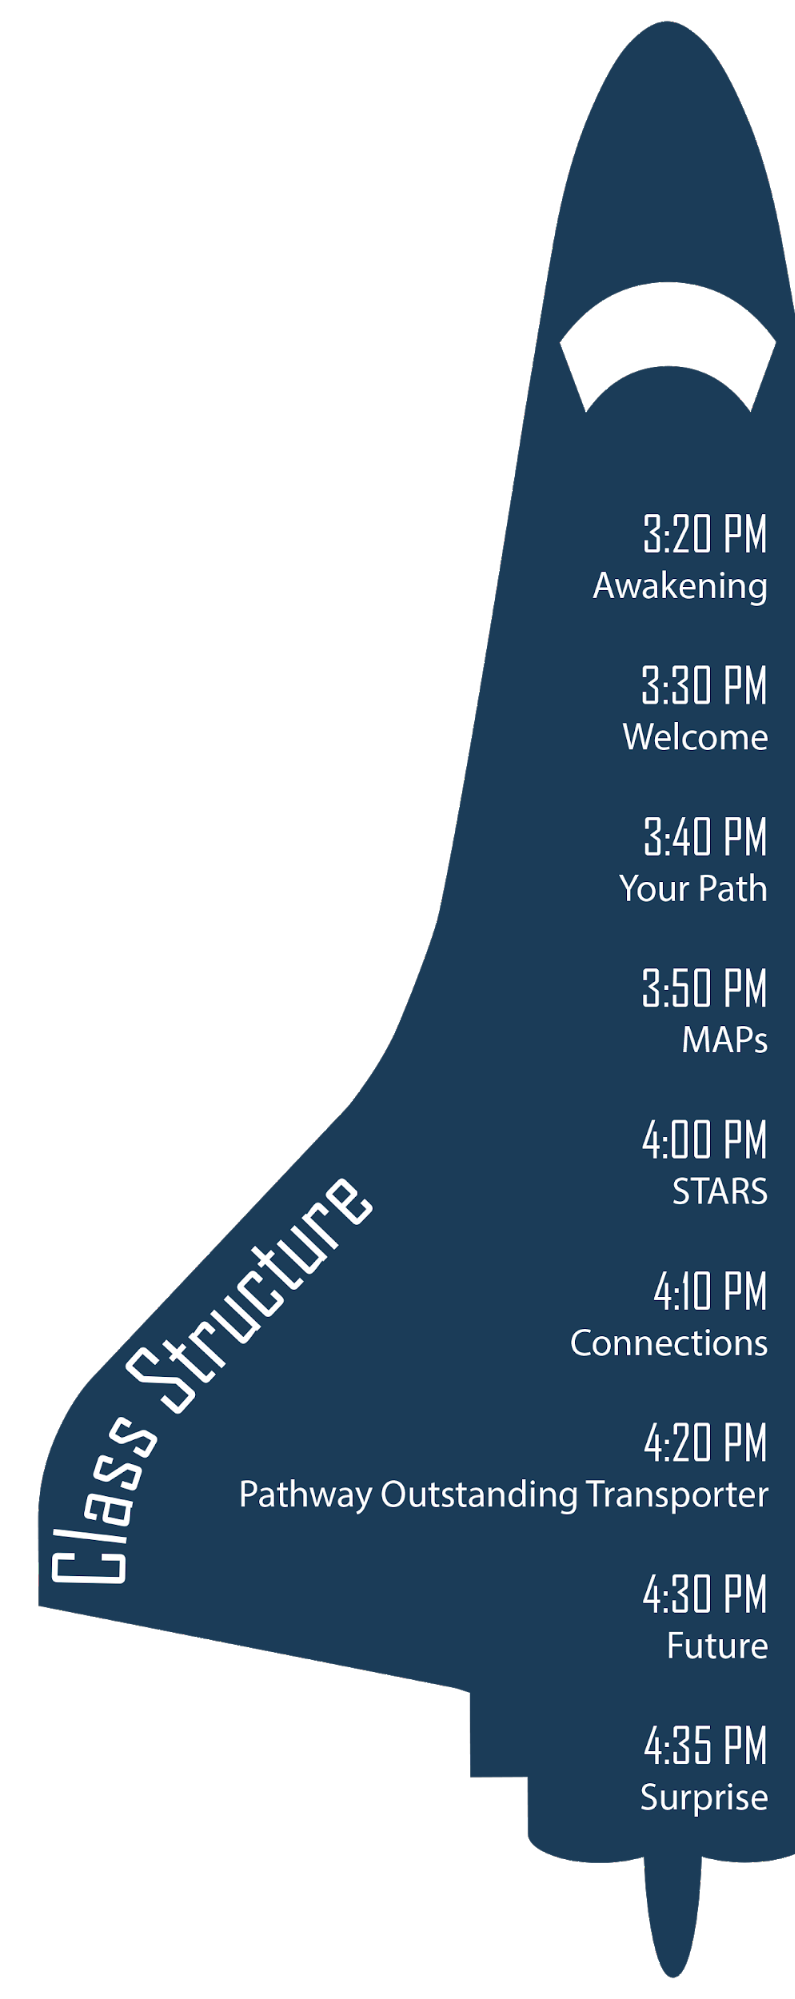 3:20 PM
Awakening
3:30 PM
Welcome
3:40 PM
Your Path
3:50 PM
MAPs
4:00 PM
STARS
4:10 PM
Connections
4:20 PM
Pathway Outstanding Transporter
4:30 PM
Future
4:35 PM
Surprise
Class Structure